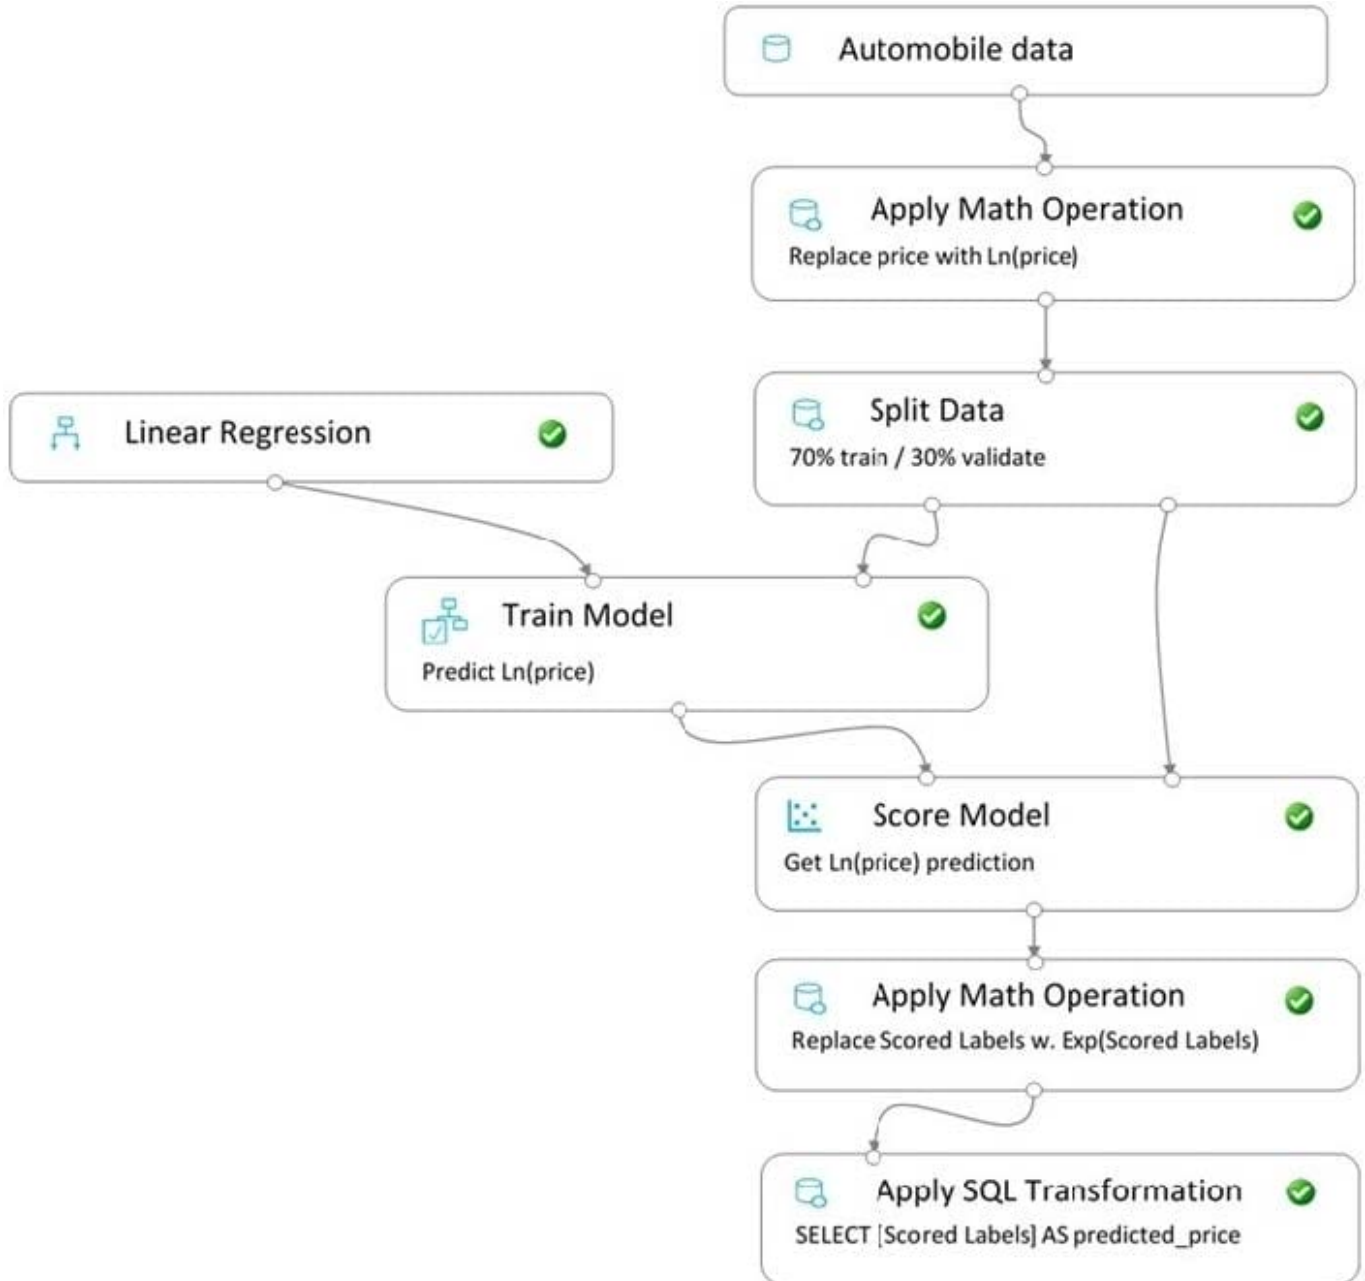 Automobile data
Apply Math Operation
Replace price with Ln(price)
Split Data
70% train / 30% validate
Linear Regression
Train Model
Predict Ln(price)
Score Model
Get Ln(price) prediction
Apply Math Operation
Replace Scored Labels w. Exp(Scored Labels)
Apply SQL Transformation
SELECT [Scored Labels] AS predicted_price